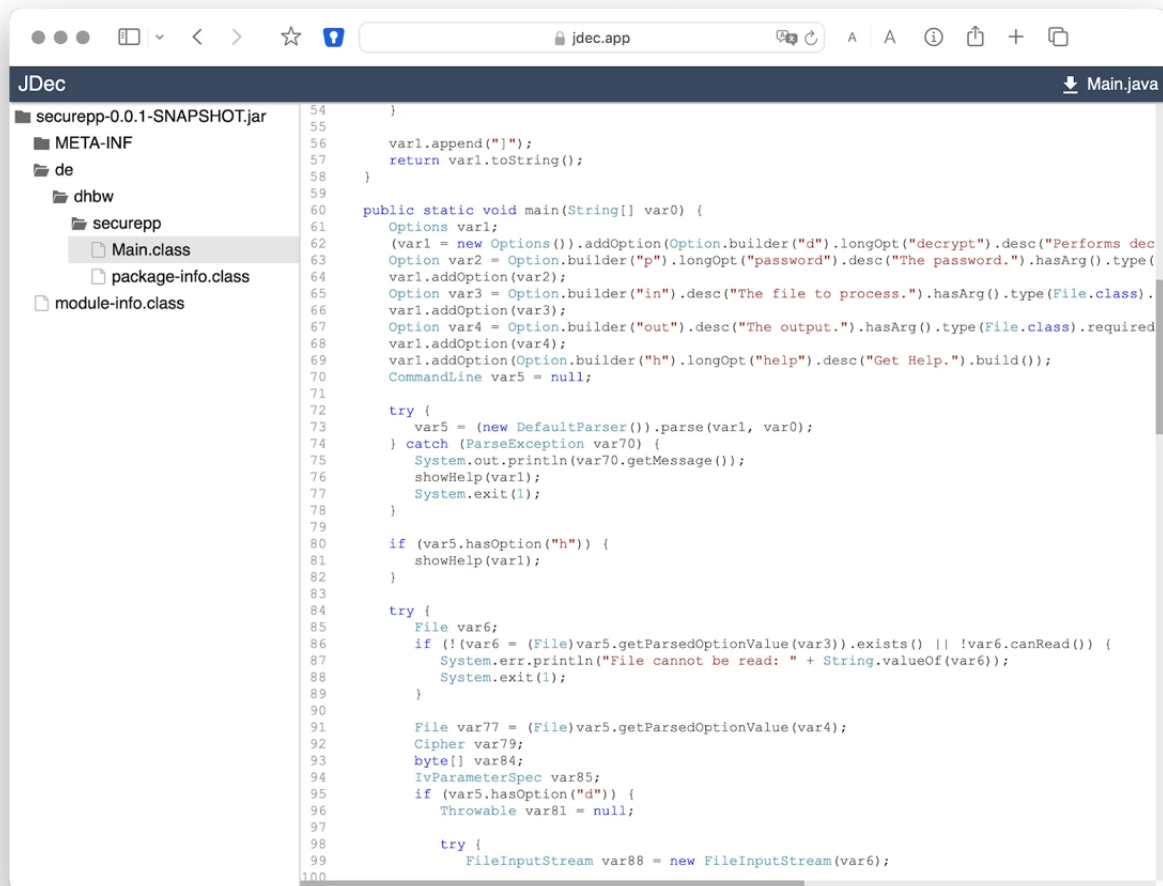 jdec.app
A
A
JDec
Main.java
securepp-0.0.1-SNAPSHOT.jar
META-INF
de
dhbw
securepp
Main.class
package-info.class
module-info.class
54 }
55
56 var1.append("]");
57 return var1.toString();
58 }
59
60 public static void main(String[] var0) {
61 Options var1;
62 (var1 = new Options()).addOption(Option.builder("d").longOpt("decrypt").desc("Performs dec
63 Option var2 = Option.builder("p").longOpt("password").desc("The password.").hasArg().type(
64 var1.addOption(var2);
65 Option var3 = Option.builder("in").desc("The file to process.").hasArg().type(File.class).
66 var1.addOption(var3);
67 Option var4 = Option.builder("out").desc("The output.").hasArg().type(File.class).required
68 var1.addOption(var4);
69 var1.addOption(Option.builder("h").longOpt("help").desc("Get Help.").build());
70 CommandLine var5 = null;
71
72 try {
73 var5 = (new DefaultParser()).parse(var1, var0);
74 } catch (ParseException var70) {
75 System.out.println(var70.getMessage());
76 showHelp(var1);
77 System.exit(1);
78 }
79
80 if (var5.hasOption("h")) {
81 showHelp(var1);
82 }
83
84 try {
85 File var6;
86 if (!(var6 = (File)var5.getParsedOptionValue(var3)).exists() || !var6.canRead()) {
87 System.err.println("File cannot be read: " + String.valueOf(var6));
88 System.exit(1);
89 }
90
91 File var77 = (File)var5.getParsedOptionValue(var4);
92 Cipher var79;
93 byte[] var84;
94 IvParameterSpec var85;
95 if (var5.hasOption("d")) {
96 Throwable var81 = null;
97
98 try {
99 FileInputStream var88 = new FileInputStream(var6);
100